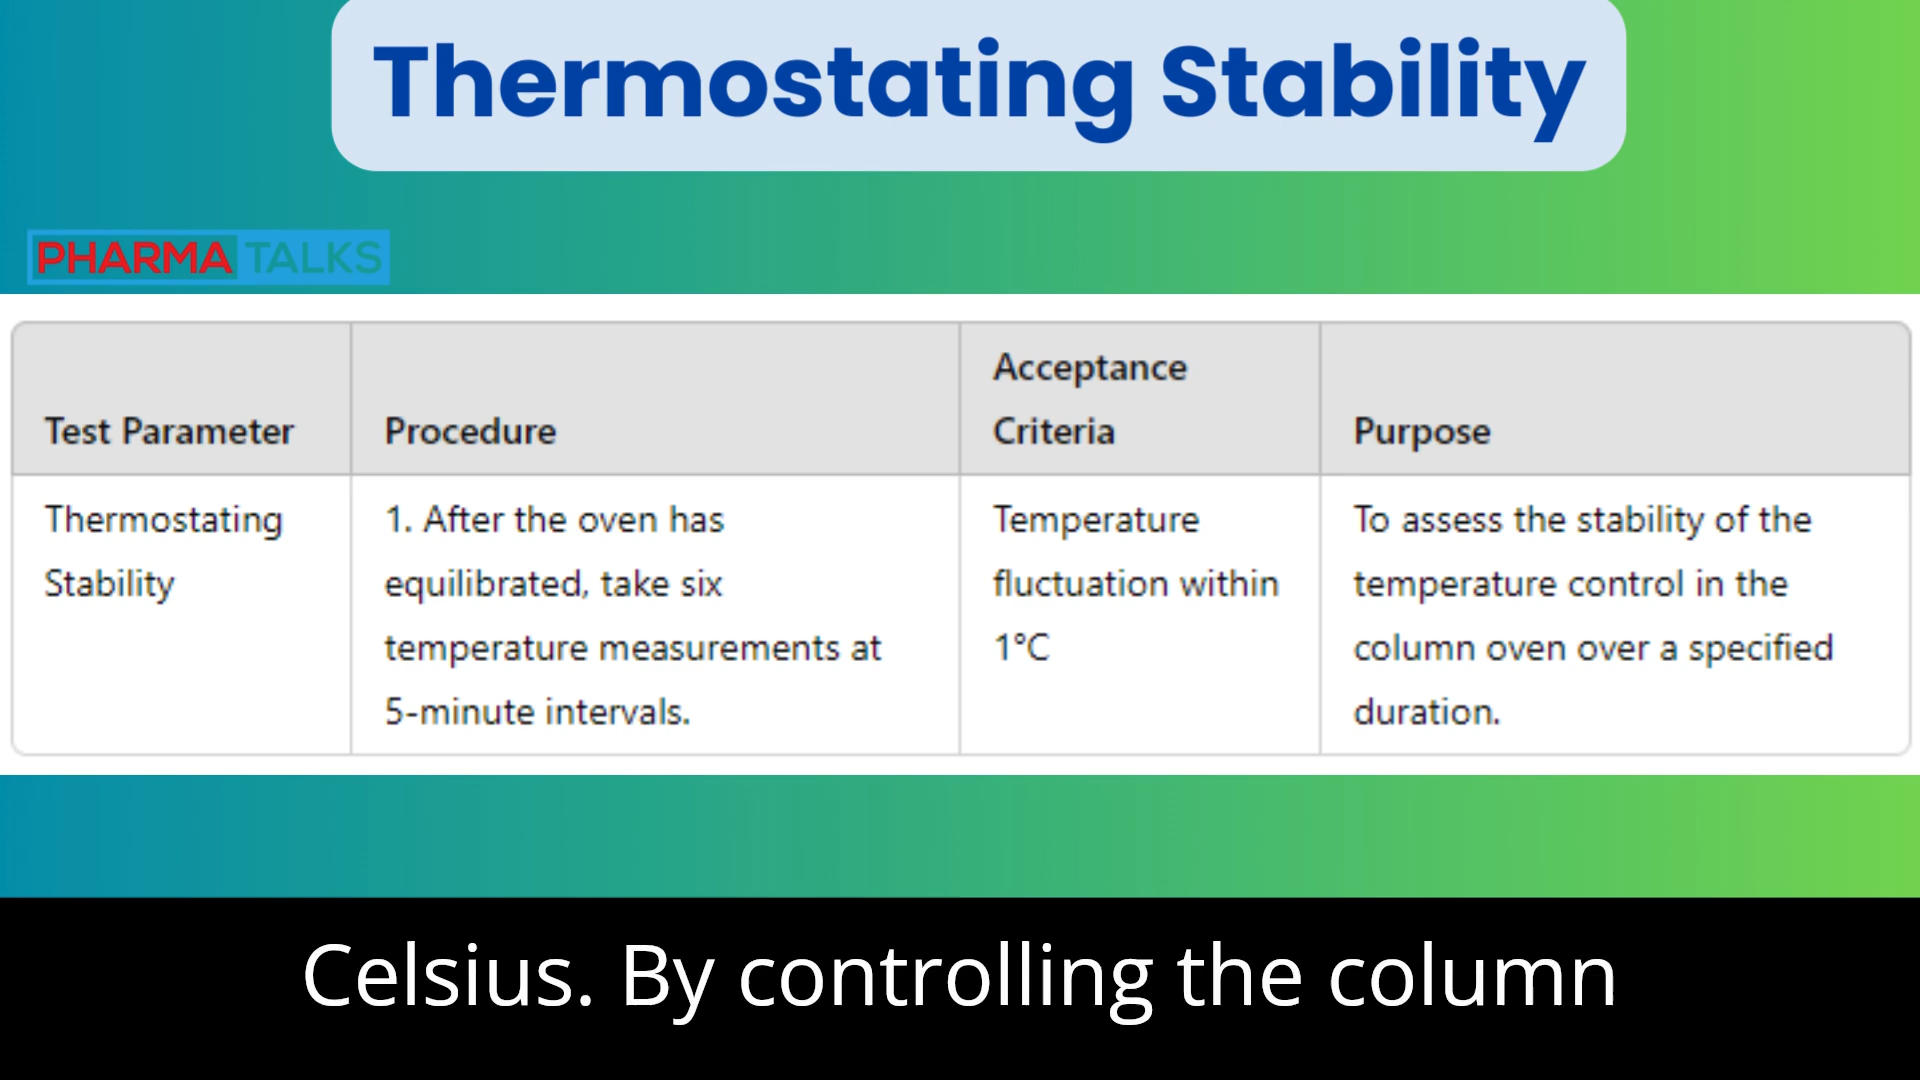 Thermostating Stability
PHARMA TALKS
Test Parameter
Procedure
Acceptance
Criteria
Purpose
Thermostating
Stability
1. After the oven has
equilibrated, take six
temperature measurements at
5-minute intervals.
Temperature
fluctuation within
1°C
To assess the stability of the
temperature control in the
column oven over a specified
duration.
Celsius. By controlling the column